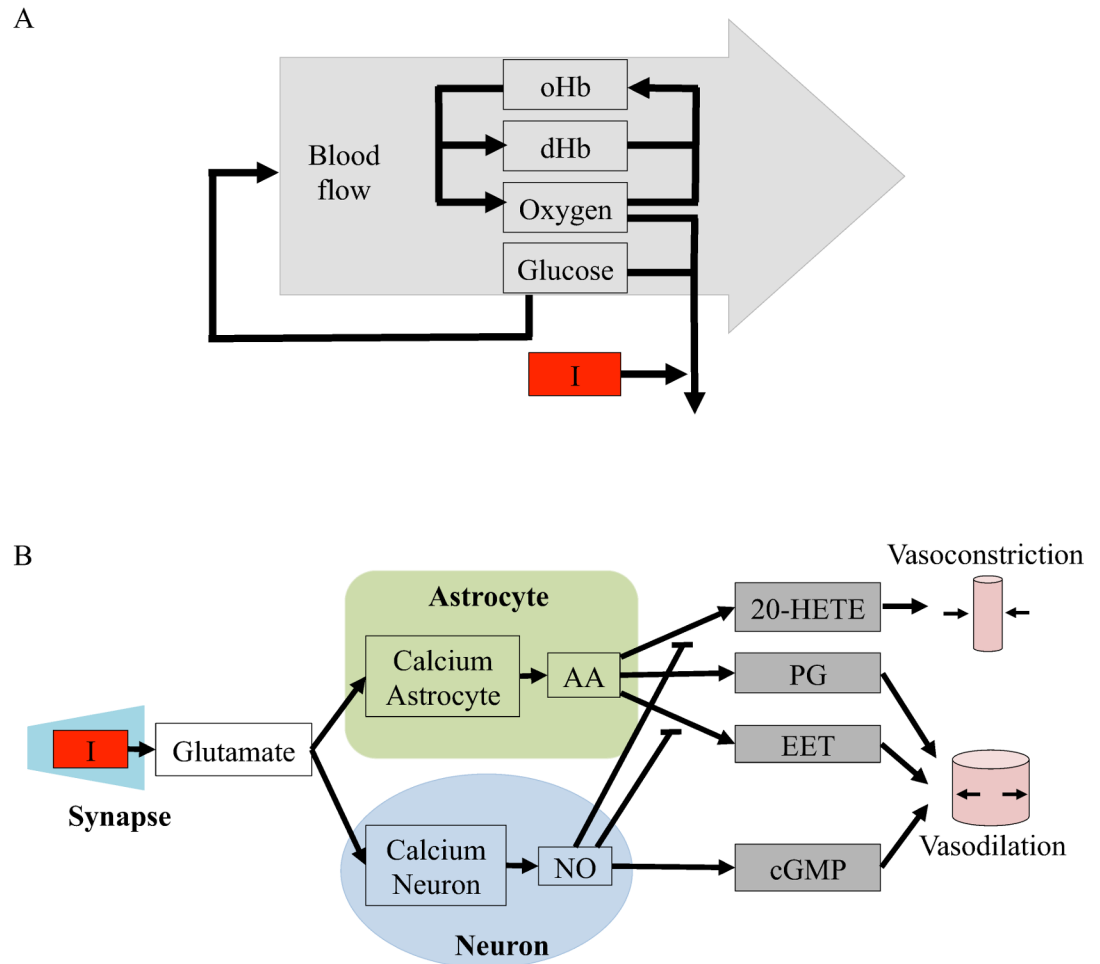 A
oHb
dHb
Blood
flow
Oxygen
Glucose
I
B
Vasoconstriction
Astrocyte
20-HETE
Calcium
Astrocyte
AA
PG
EET
I
Glutamate
Synapse
Calcium
Neuron
NO
cGMP
Vasodilation
Neuron